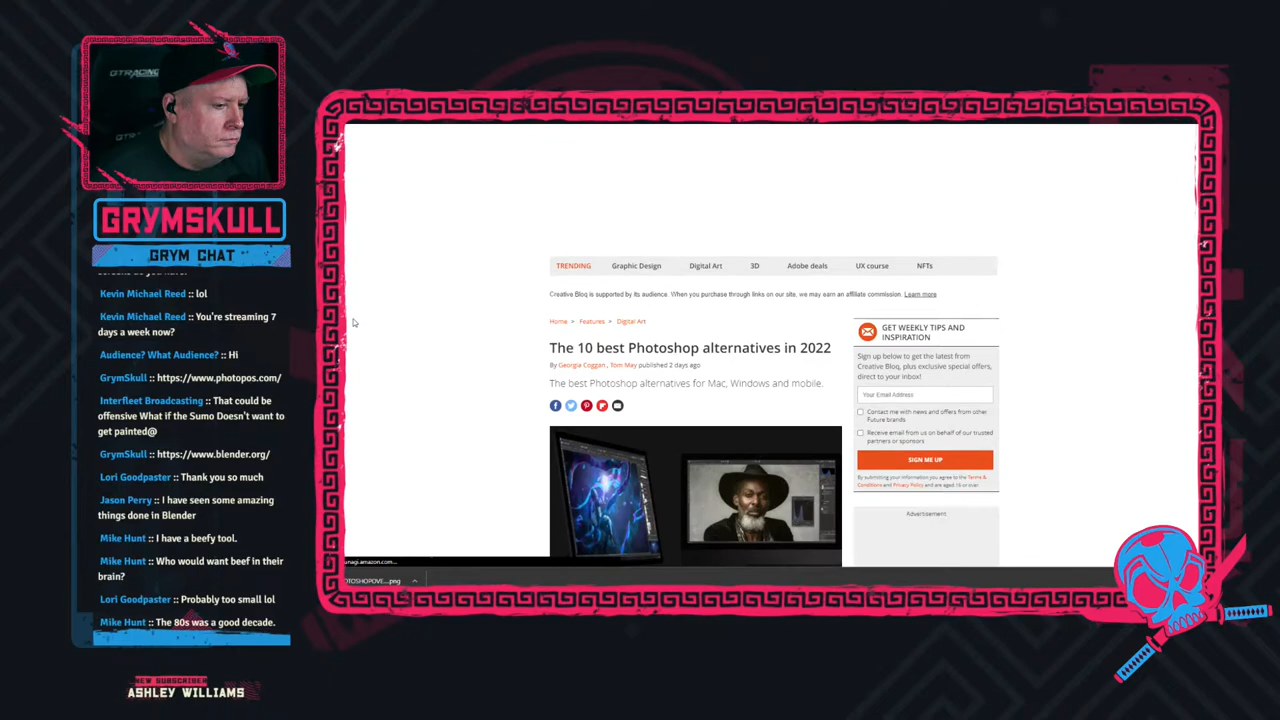 GTRACING
GRYMSKULL
GRYM CHAT
Kevin Michael Reed :: lol
Kevin Michael Reed :: You're streaming 7
days a week now?
Audience? What Audience? :: Hi
GrymSkull :: https://www.photopos.com/
Interfleet Broadcasting :: That could be
offensive What if the Sumo Doesn't want to
get painted@
GrymSkull :: https://www.blender.org/
Lori Goodpaster :: Thank you so much
Jason Perry :: I have seen some amazing
things done in Blender
Mike Hunt :: I have a beefy tool.
Mike Hunt :: Who would want beef in their
brain?
Lori Goodpaster :: Probably too small lol
Mike Hunt :: The 80s was a good decade.
NEW SUBSCRIBER
ASHLEY WILLIAMS
TRENDING Graphic Design Digital Art 3D Adobe deals UX course NFTs
Creative Bloq is supported by its audience. When you purchase through links on our site, we may earn an affiliate commission. Learn more
Home > Features > Digital Art
The 10 best Photoshop alternatives in 2022
By Georgia Coggan , Tom May published 2 days ago
The best Photoshop alternatives for Mac, Windows and mobile.
GET WEEKLY TIPS AND
INSPIRATION
Sign up below to get the latest from
Creative Bloq, plus exclusive special offers,
direct to your inbox!
Your Email Address
Contact me with news and offers from other
Future brands
Receive email from us on behalf of our trusted
partners or sponsors
SIGN ME UP
By submitting your information you agree to the Terms &
Conditions and Privacy Policy and are aged 16 or over.
Advertisement
unagi.amazon.com...
OTOSHOPOVE....png